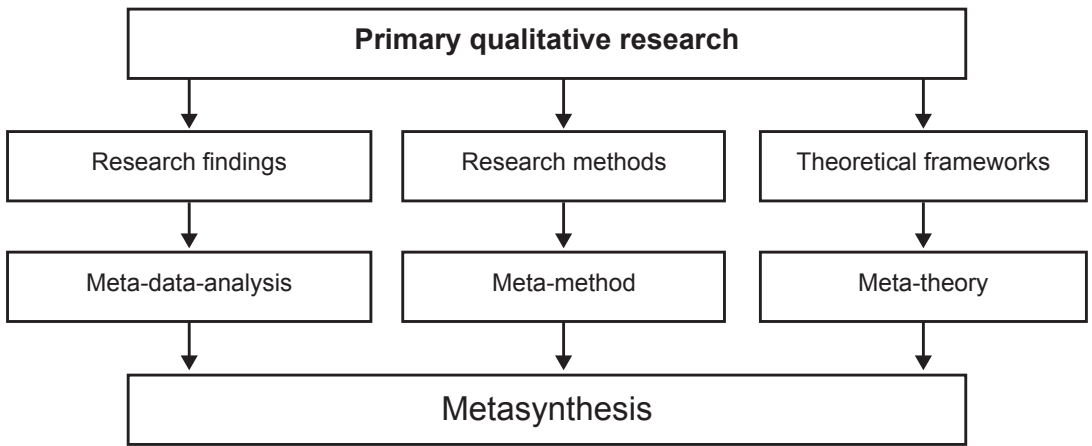 Primary qualitative research
Research findings
Research methods
Theoretical frameworks
Meta-data-analysis
Meta-method
Meta-theory
Metasynthesis